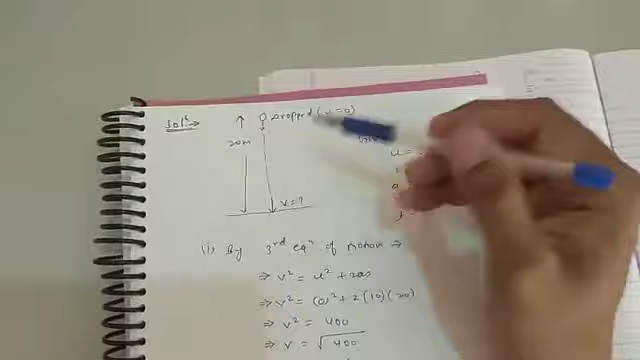 Solⁿ →
Dropped (u=0)
20m
u =
a
v = ?
(i) By 3rd eqⁿ of motion ⇒
⇒ v² = u² + 2as
⇒ v² = (0)² + 2(10)(20)
⇒ v² = 400
⇒ v = √400